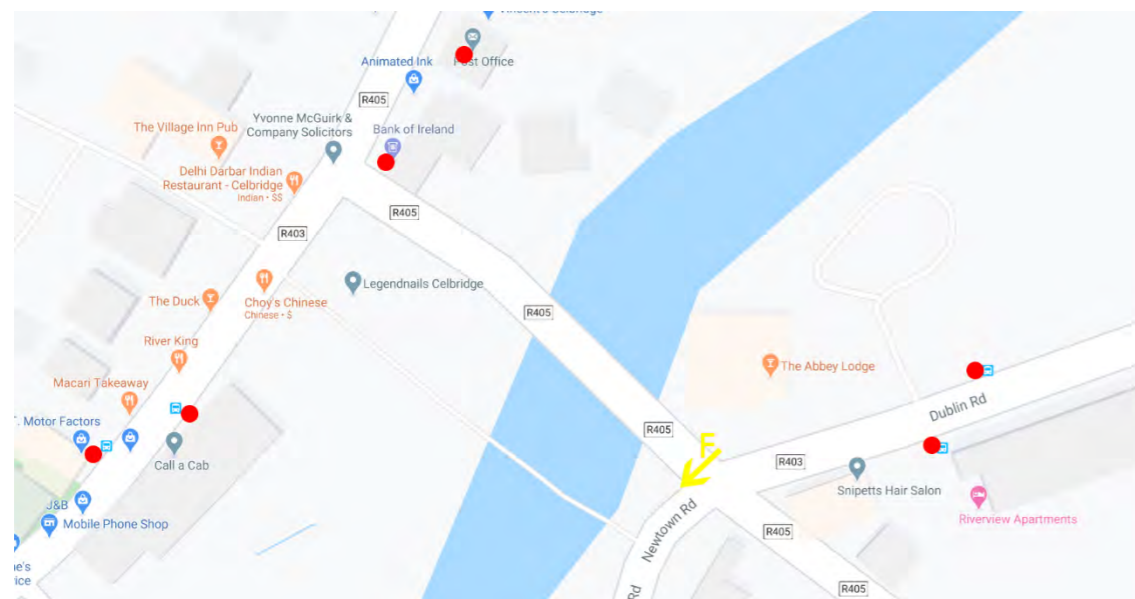 Vincent's Celbridge
Post Office
Animated Ink
R405
Yvonne McGuirk &
Company Solicitors
Bank of Ireland
The Village Inn Pub
Delhi Darbar Indian
Restaurant - Celbridge
Indian • $$
R405
R403
Legendnails Celbridge
Choy's Chinese
Chinese • $
The Duck
R405
River King
The Abbey Lodge
Macari Takeaway
Dublin Rd
T. Motor Factors
R405
F
Call a Cab
R403
Snipetts Hair Salon
J&B
Mobile Phone Shop
Newtown Rd
Riverview Apartments
R405
Rd
R405